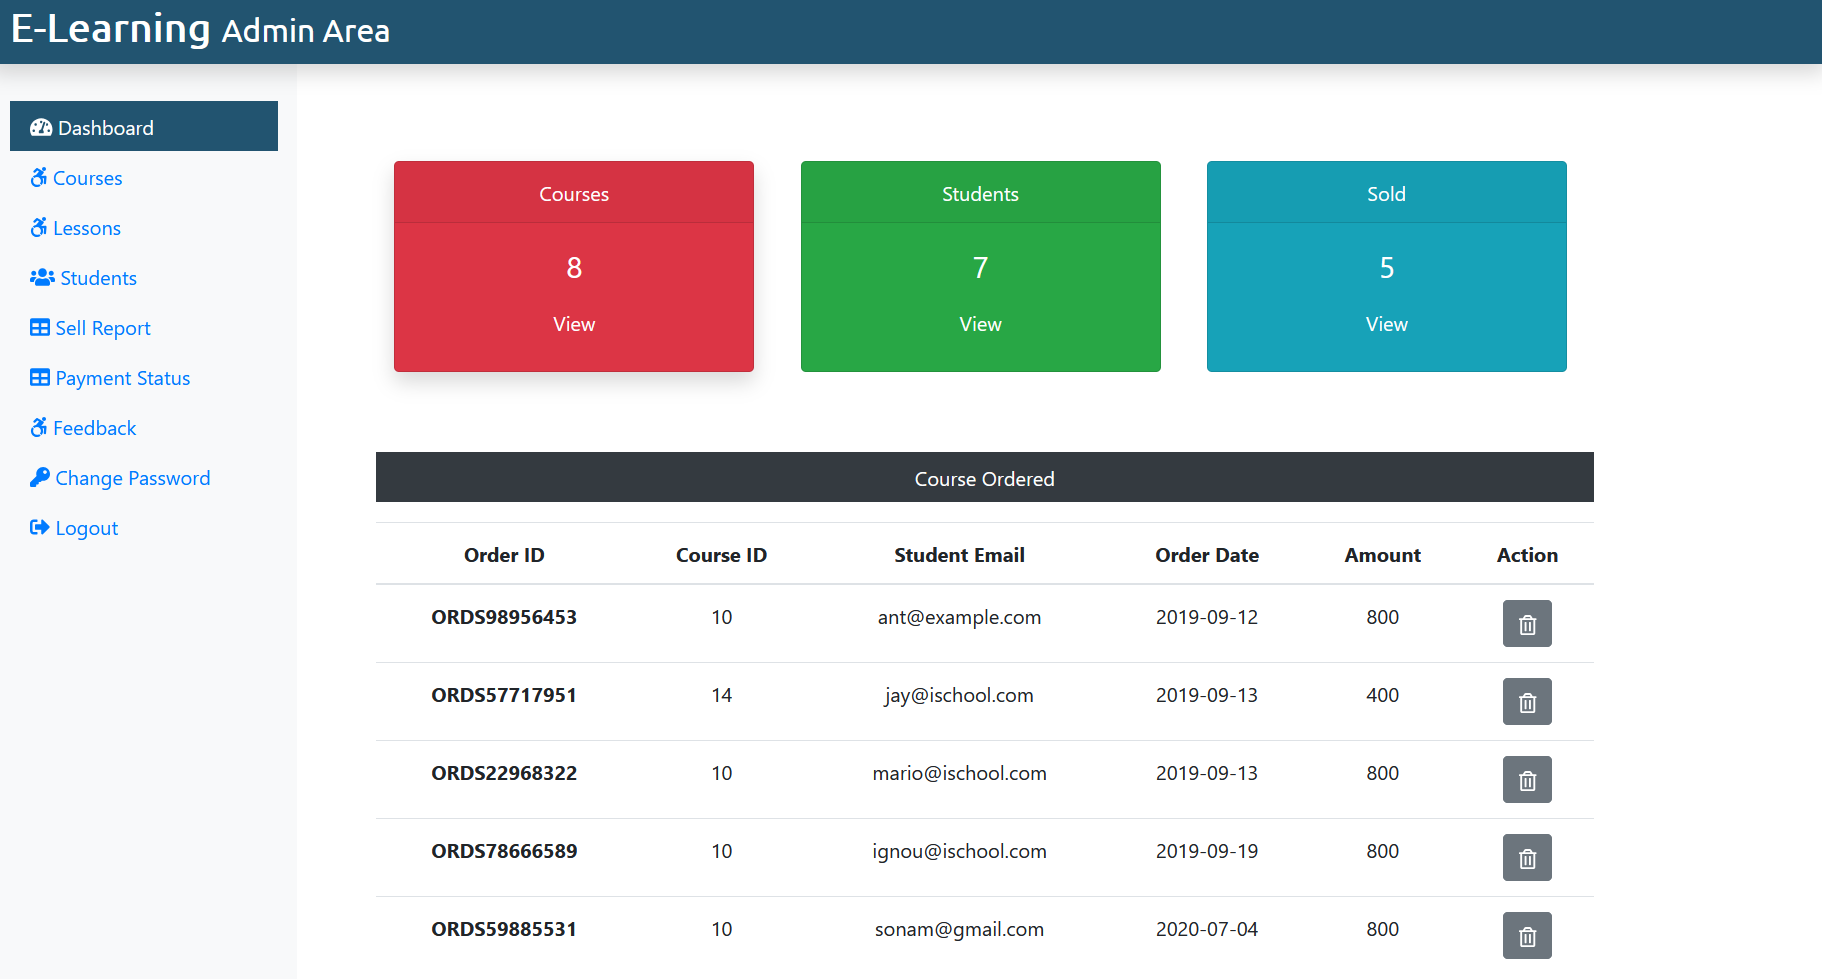 E-Learning Admin Area
Dashboard
Courses
Lessons
Students
Sell Report
Payment Status
Feedback
Change Password
Logout
Courses
8
View
Students
7
View
Sold
5
View
Course Ordered
Order ID Course ID Student Email Order Date Amount Action
ORDS98956453 10 ant@example.com 2019-09-12 800
ORDS57717951 14 jay@ischool.com 2019-09-13 400
ORDS22968322 10 mario@ischool.com 2019-09-13 800
ORDS78666589 10 ignou@ischool.com 2019-09-19 800
ORDS59885531 10 sonam@gmail.com 2020-07-04 800